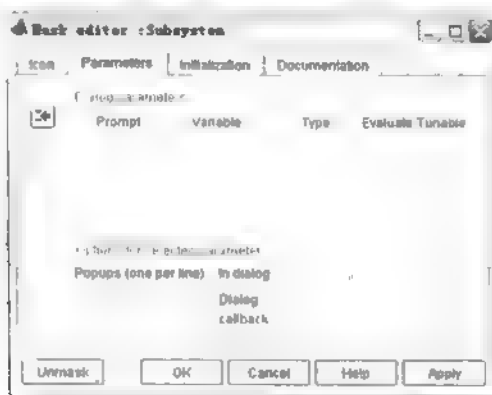 Mask editor :Subsystem
Icon Parameters Initialization Documentation
Prompt Variable Type Evaluate Tunable
Popups (one per line) In dialog
Dialog
callback
Unmask OK Cancel Help Apply